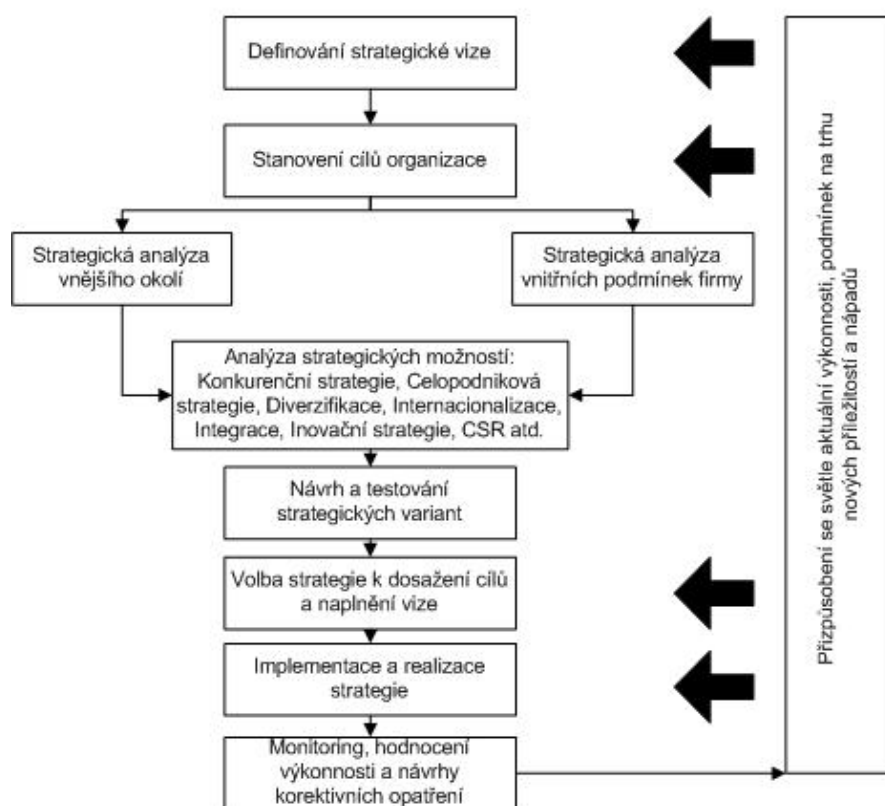 Definování strategické vize
Stanovení cílů organizace
Strategická analýza
vnějšího okolí
Strategická analýza
vnitřních podmínek firmy
Analýza strategických možností:
Konkurenční strategie, Celopodniková
strategie, Diverzifikace, Internacionalizace,
Integrace, Inovační strategie, CSR atd.
Návrh a testování
strategických variant
Volba strategie k dosažení cílů
a naplnění vize
Implementace a realizace
strategie
Monitoring, hodnocení
výkonnosti a návrhy
korektivních opatření
Přizpůsobení se světle aktuální výkonnosti, podmínek na trhu
nových příležitostí a nápadů